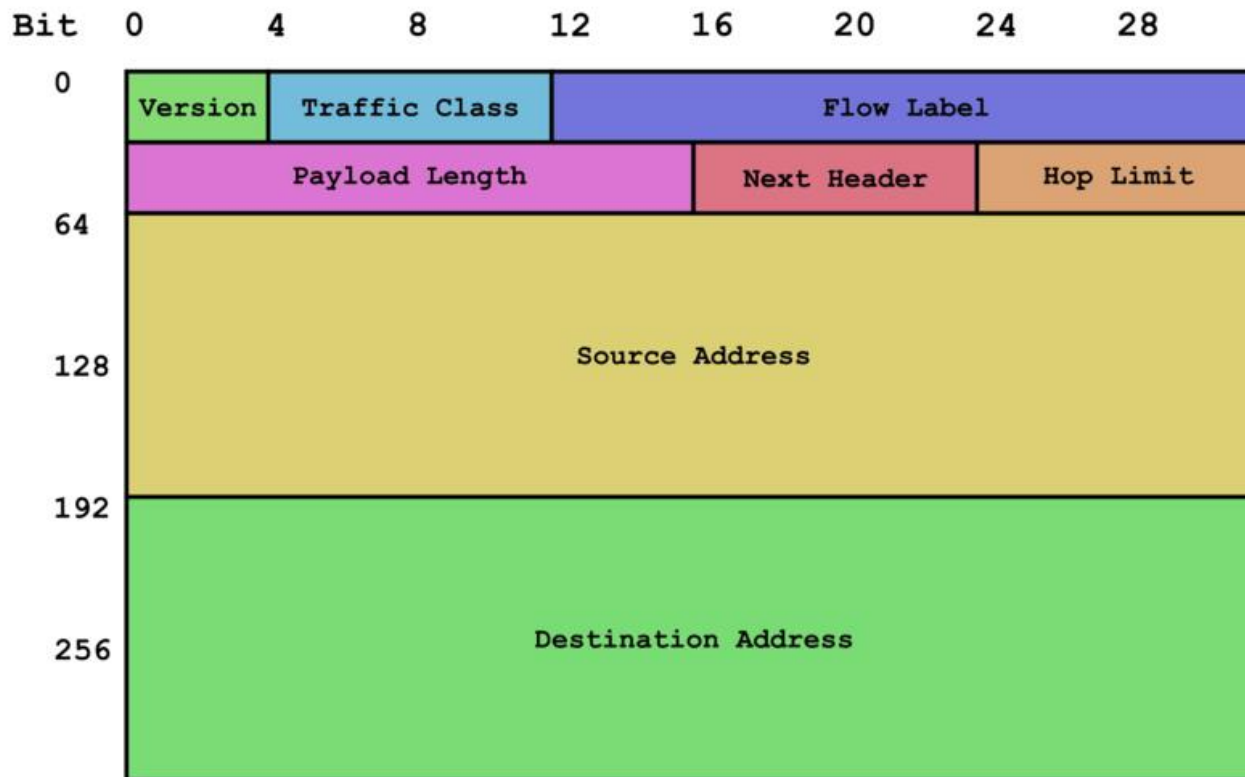 Bit 0 4 8 12 16 20 24 28
0
Version Traffic Class Flow Label
Payload Length Next Header Hop Limit
64
Source Address
128
192
Destination Address
256